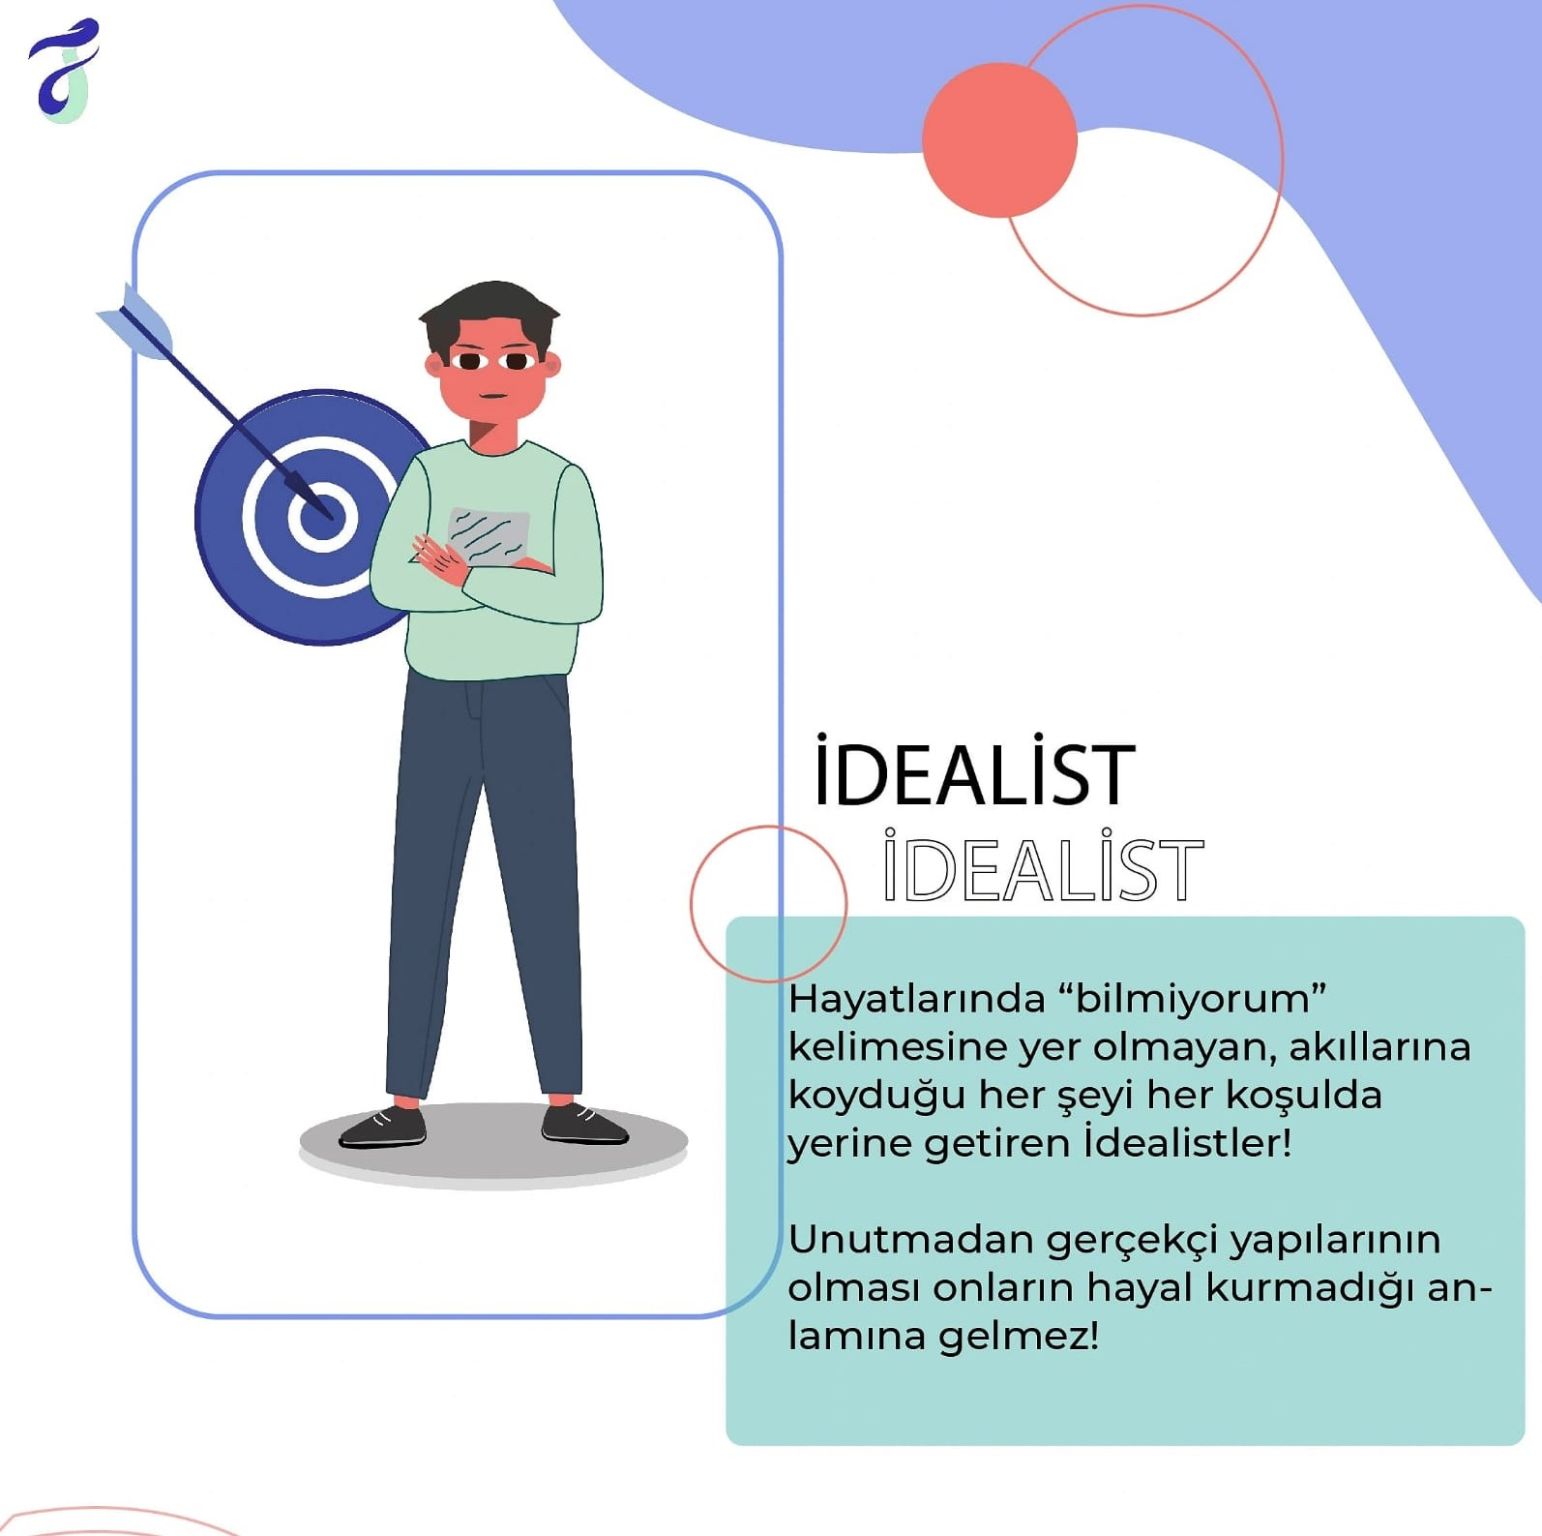 İDEALİST
İDEALİST
Hayatlarında “bilmiyorum”
kelimesine yer olmayan, akıllarına
koyduğu her şeyi her koşulda
yerine getiren İdealistler!
Unutmadan gerçekçi yapılarının
olması onların hayal kurmadığı an-
lamına gelmez!